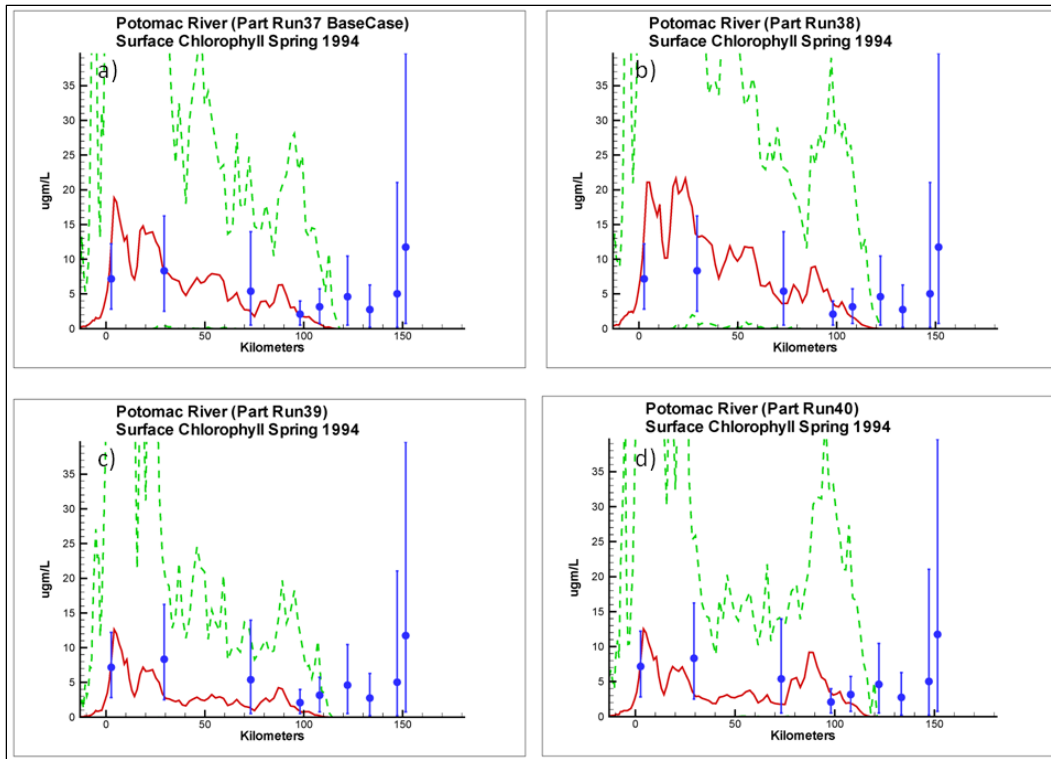 Potomac River (Part Run37 BaseCase)
Surface Chlorophyll Spring 1994
a)
35
30
25
20
15
10
5
0
ugm/L
0 50 100 150
Kilometers
Potomac River (Part Run38)
Surface Chlorophyll Spring 1994
b)
35
30
25
20
15
10
5
0
ugm/L
0 50 100 150
Kilometers
Potomac River (Part Run39)
Surface Chlorophyll Spring 1994
c)
35
30
25
20
15
10
5
0
ugm/L
0 50 100 150
Kilometers
Potomac River (Part Run40)
Surface Chlorophyll Spring 1994
d)
35
30
25
20
15
10
5
0
ugm/L
0 50 100 150
Kilometers